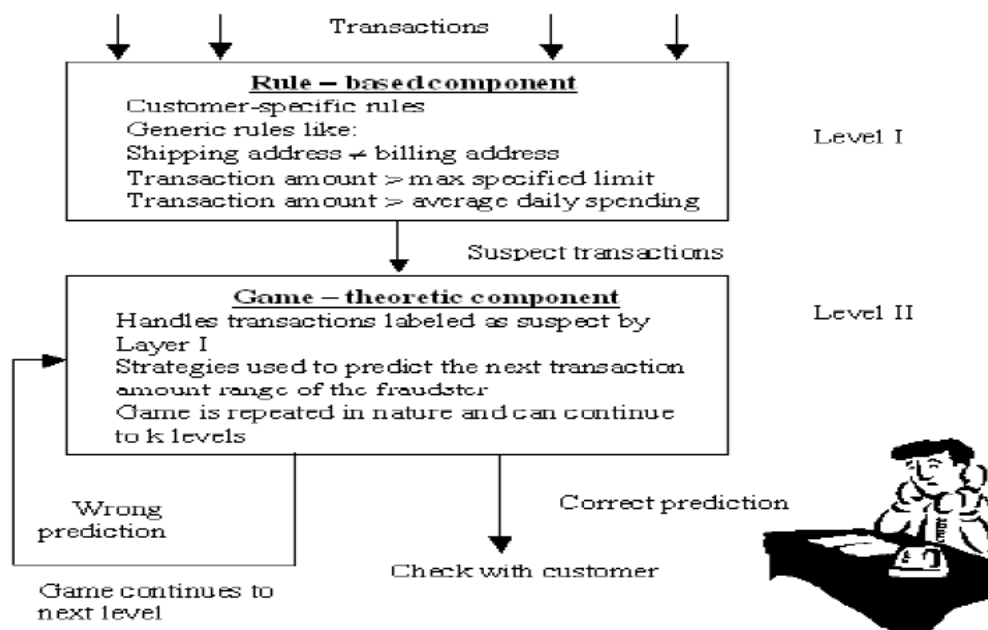 Transactions
Rule – based component
Customer-specific rules
Generic rules like:
Shipping address ≠ billing address
Transaction amount > max specified limit
Transaction amount > average daily spending
Level I
Suspect transactions
Game – theoretic component
Handles transactions labeled as suspect by
Layer I
Strategies used to predict the next transaction
amount range of the fraudster
Game is repeated in nature and can continue
to k levels
Level II
Wrong
prediction
Correct prediction
Game continues to
next level
Check with customer